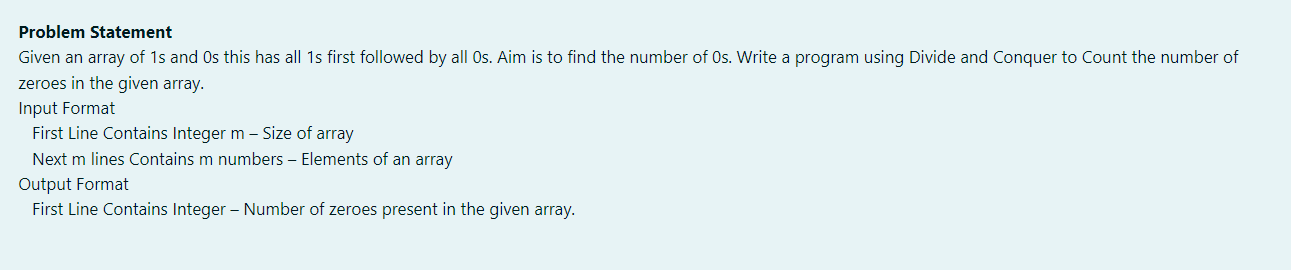 Problem Statement
Given an array of 1s and 0s this has all 1s first followed by all 0s. Aim is to find the number of 0s. Write a program using Divide and Conquer to Count the number of
zeroes in the given array.
Input Format
First Line Contains Integer m – Size of array
Next m lines Contains m numbers – Elements of an array
Output Format
First Line Contains Integer – Number of zeroes present in the given array.